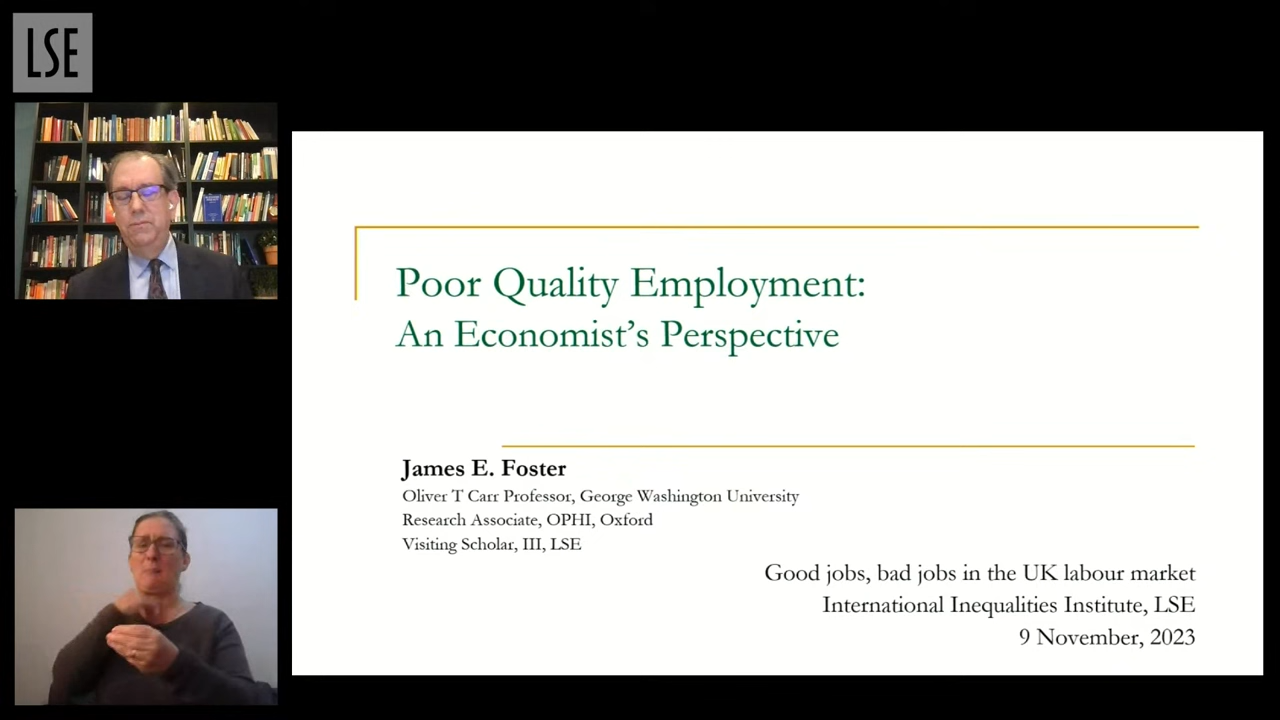 LSE
Poor Quality Employment:
An Economist's Perspective
James E. Foster
Oliver T Carr Professor, George Washington University
Research Associate, OPHI, Oxford
Visiting Scholar, III, LSE
Good jobs, bad jobs in the UK labour market
International Inequalities Institute, LSE
9 November, 2023